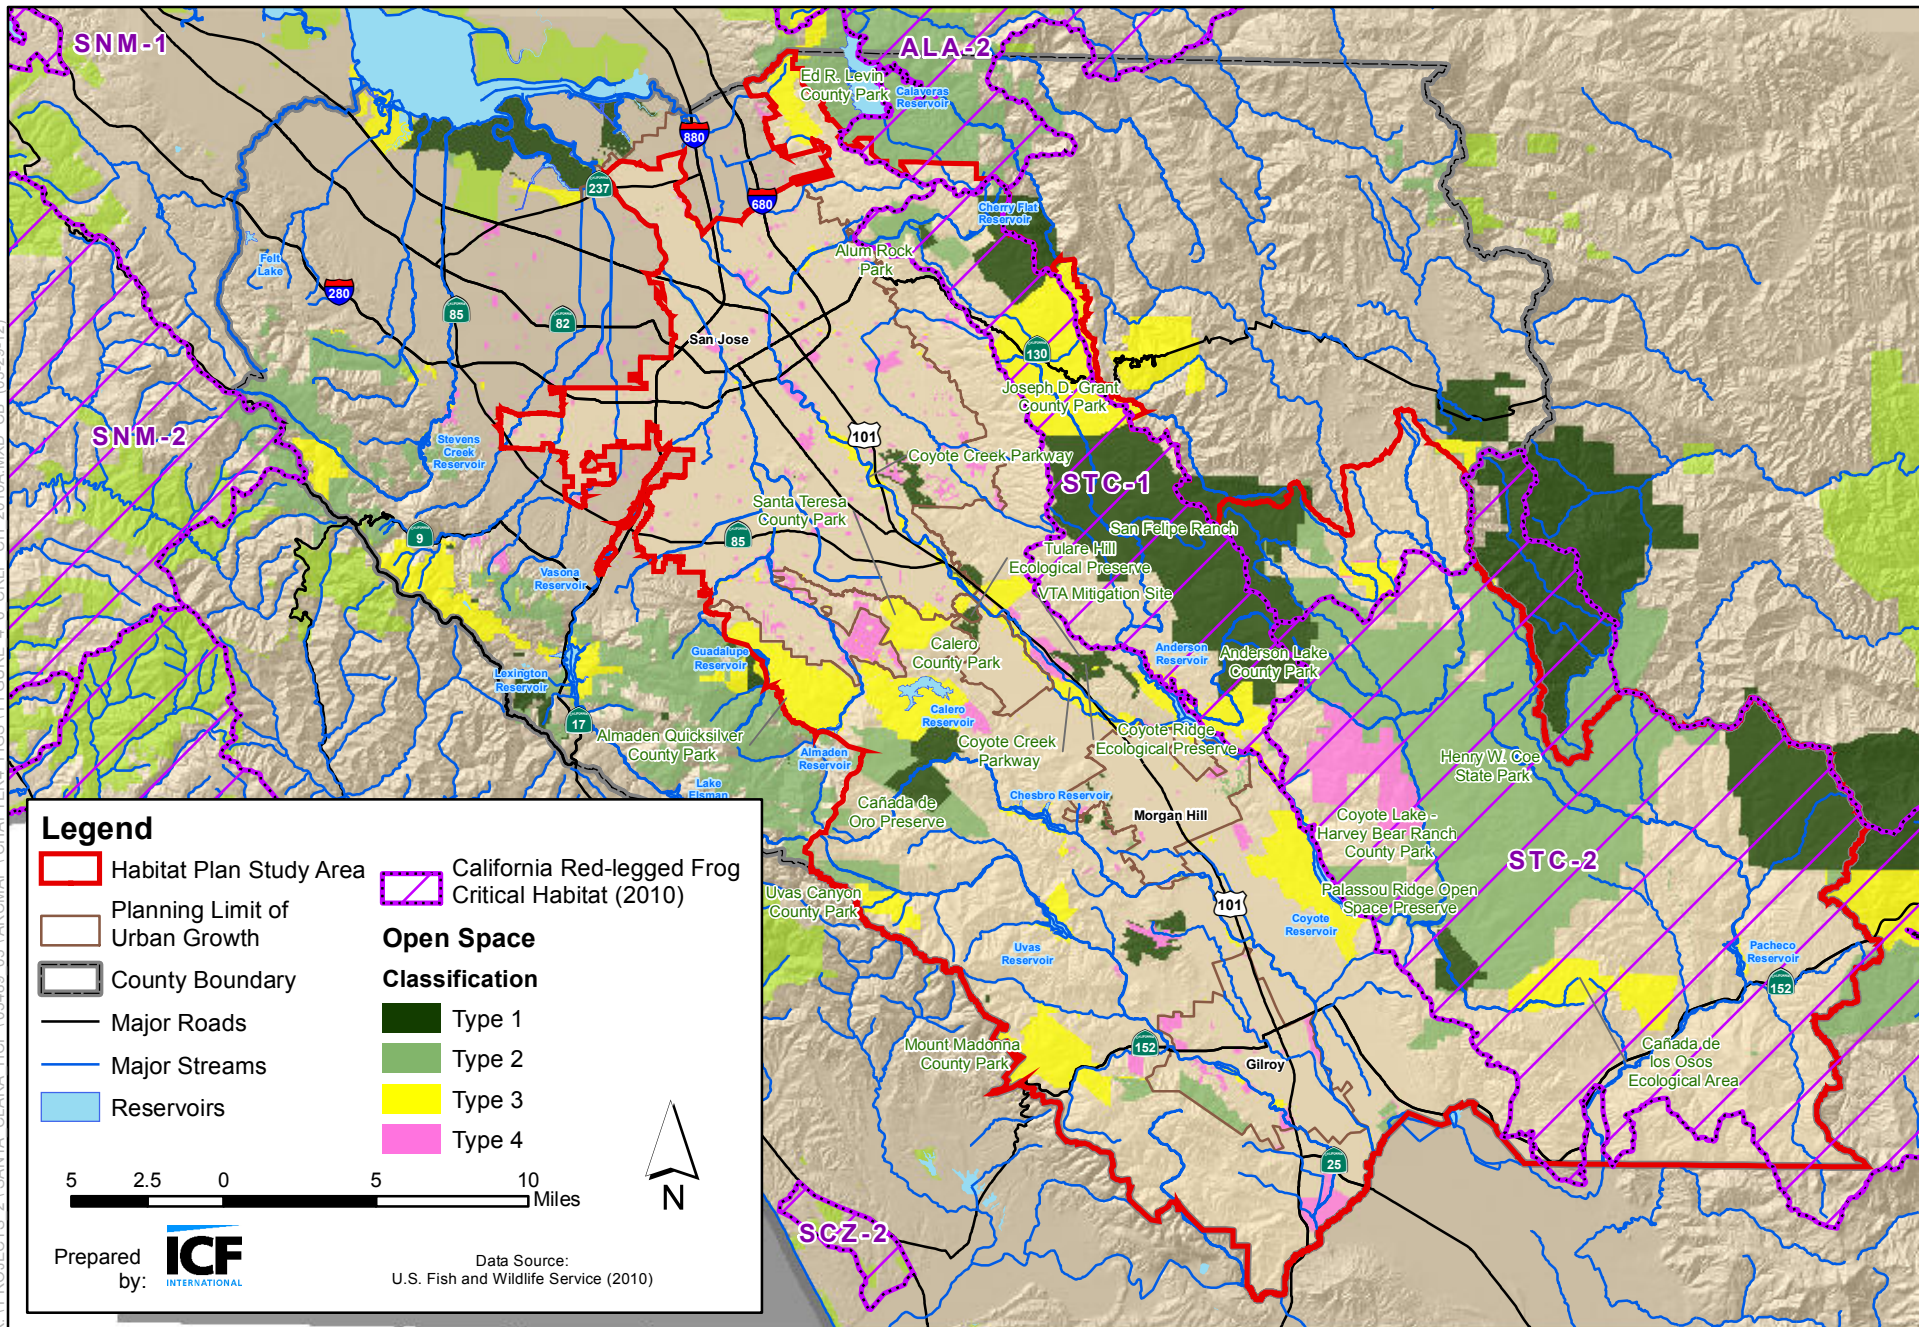 SNM-1
ALA-2
Ed R. Levin
County Park
Calaveras
Reservoir
880
237
680
Cherry Flat
Reservoir
Alum Rock
Park
Felt
Lake
280
85
82
San Jose
130
Joseph D. Grant
County Park
SNM-2
Stevens
Creek
Reservoir
101
Coyote Creek Parkway
STC-1
Santa Teresa
County Park
San Felipe Ranch
9
85
Tulare Hill
Ecological Preserve
Vasona
Reservoir
VTA Mitigation Site
Guadalupe
Reservoir
Calero
County Park
Anderson
Reservoir
Anderson Lake
County Park
Lexington
Reservoir
17
Calero
Reservoir
Almaden Quicksilver
County Park
Almaden
Reservoir
Coyote Creek
Parkway
Coyote Ridge
Ecological Preserve
Henry W. Coe
State Park
Lake
Elsman
Cañada de
Oro Preserve
Chesbro Reservoir
Morgan Hill
Coyote Lake -
Harvey Bear Ranch
County Park
STC-2
Uvas Canyon
County Park
101
Palassou Ridge Open
Space Preserve
Uvas
Reservoir
Coyote
Reservoir
Pacheco
Reservoir
152
Mount Madonna
County Park
152
Gilroy
Cañada de
los Osos
Ecological Area
25
SCZ-2
Legend
Habitat Plan Study Area
Planning Limit of
Urban Growth
County Boundary
Major Roads
Major Streams
Reservoirs
California Red-legged Frog
Critical Habitat (2010)
Open Space
Classification
Type 1
Type 2
Type 3
Type 4
5 2.5 0 5 10
Miles
N
Prepared
by:
ICF
INTERNATIONAL
Data Source:
U.S. Fish and Wildlife Service (2010)